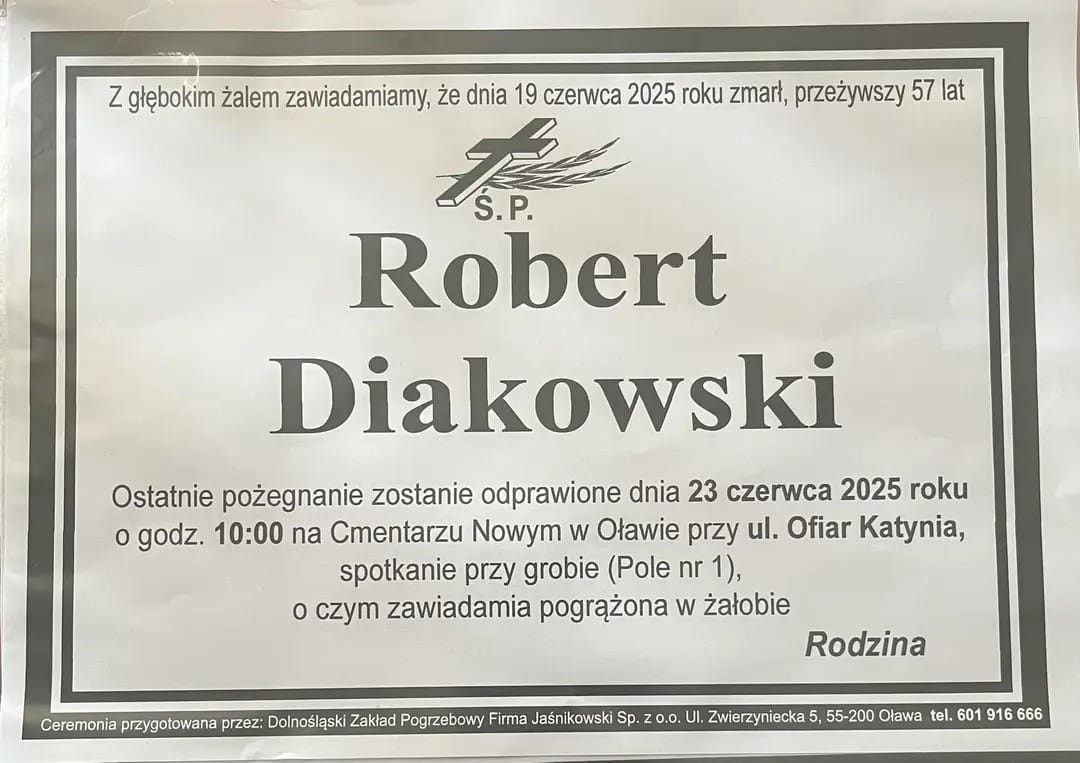 Z głębokim żalem zawiadamiamy, że dnia 19 czerwca 2025 roku zmarł, przeżywszy 57 lat
Ś. P.
Robert
Diakowski
Ostatnie pożegnanie zostanie odprawione dnia 23 czerwca 2025 roku
o godz. 10:00 na Cmentarzu Nowym w Oławie przy ul. Ofiar Katynia,
spotkanie przy grobie (Pole nr 1),
o czym zawiadamia pogrążona w żałobie
Rodzina
Ceremonia przygotowana przez: Dolnośląski Zakład Pogrzebowy Firma Jaśnikowski Sp. z o.o. Ul. Zwierzyniecka 5, 55-200 Oława tel. 601 916 666